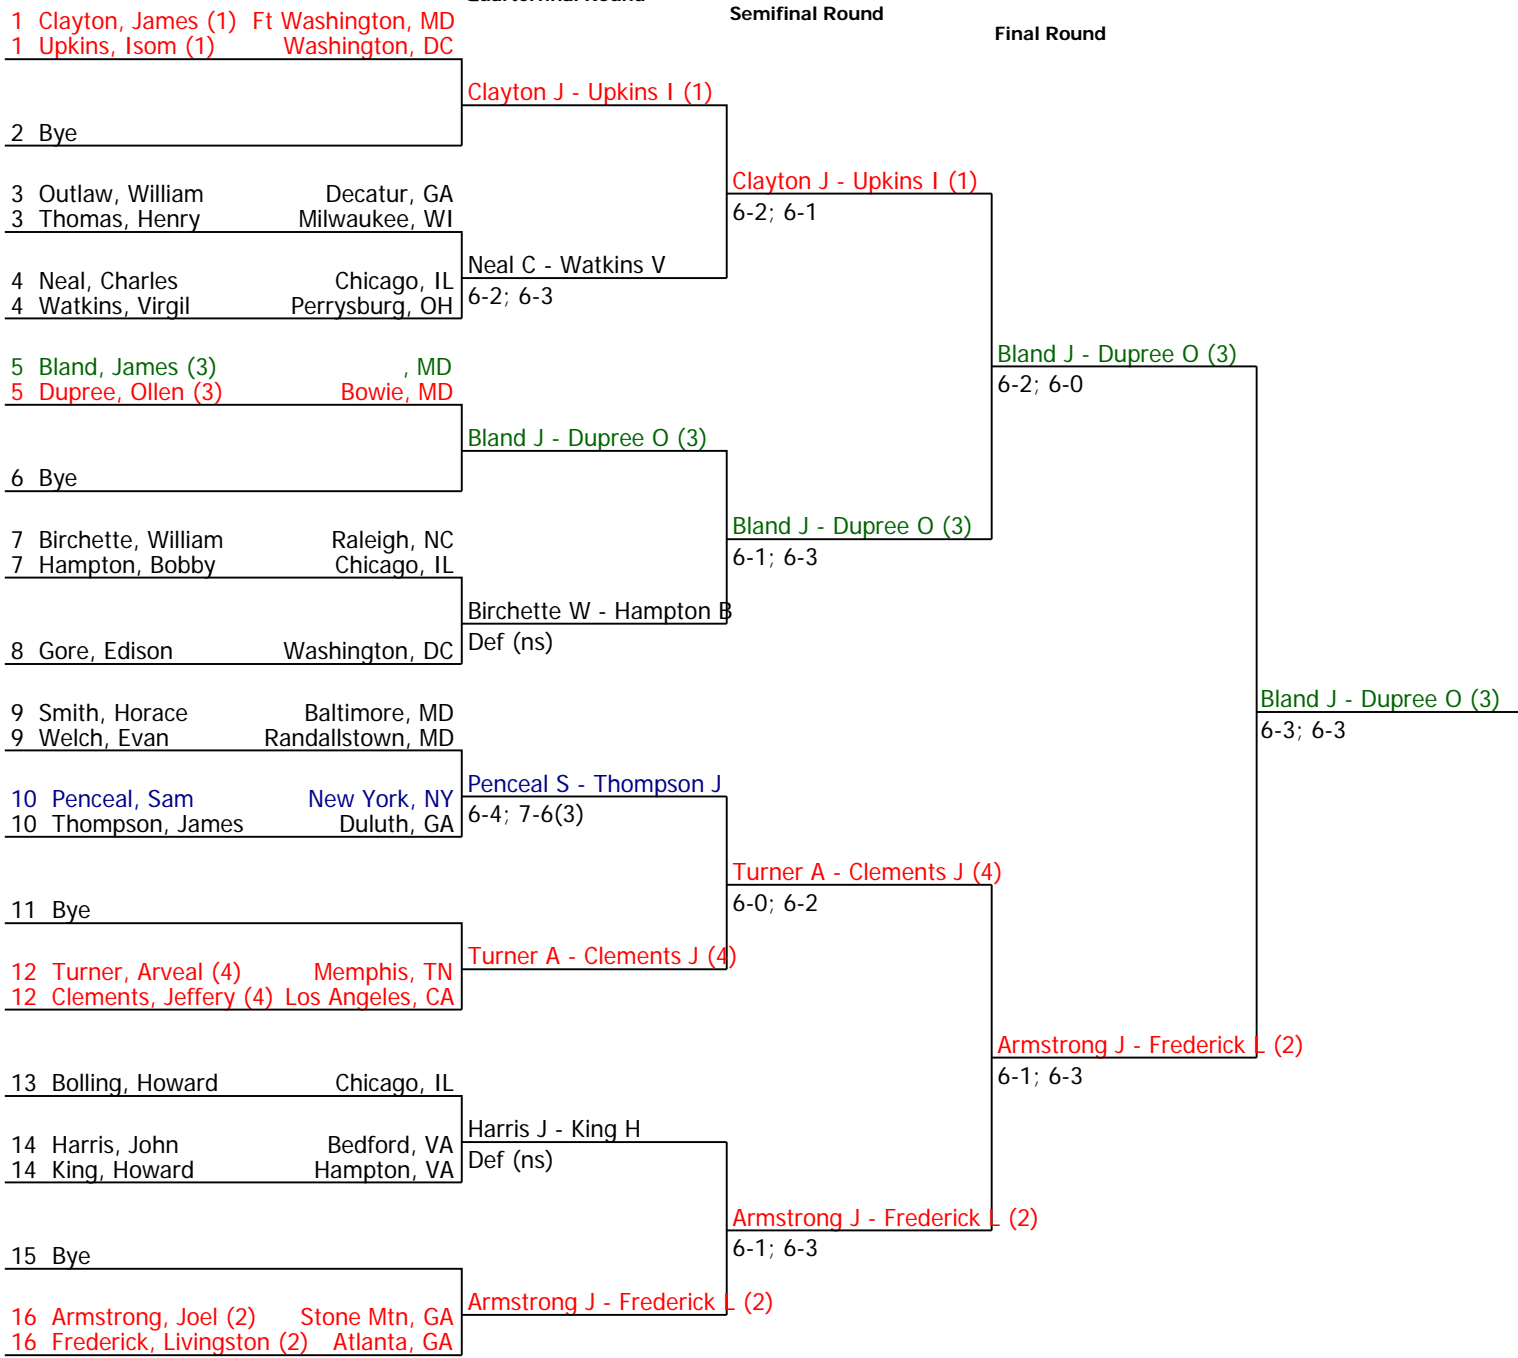 Semifinal Round
Final Round
1 Clayton, James (1) Ft Washington, MD
1 Upkins, Isom (1) Washington, DC
Clayton J - Upkins I (1)
2 Bye
Clayton J - Upkins I (1)
6-2; 6-1
3 Outlaw, William Decatur, GA
3 Thomas, Henry Milwaukee, WI
Neal C - Watkins V
6-2; 6-3
4 Neal, Charles Chicago, IL
4 Watkins, Virgil Perrysburg, OH
Bland J - Dupree O (3)
6-2; 6-0
5 Bland, James (3) , MD
5 Dupree, Ollen (3) Bowie, MD
Bland J - Dupree O (3)
6 Bye
Bland J - Dupree O (3)
6-1; 6-3
7 Birchette, William Raleigh, NC
7 Hampton, Bobby Chicago, IL
Birchette W - Hampton B
Def (ns)
8 Gore, Edison Washington, DC
Bland J - Dupree O (3)
6-3; 6-3
9 Smith, Horace Baltimore, MD
9 Welch, Evan Randallstown, MD
Penceal S - Thompson J
6-4; 7-6(3)
10 Penceal, Sam New York, NY
10 Thompson, James Duluth, GA
Turner A - Clements J (4)
6-0; 6-2
11 Bye
Turner A - Clements J (4)
12 Turner, Arveal (4) Memphis, TN
12 Clements, Jeffery (4) Los Angeles, CA
Armstrong J - Frederick L (2)
6-1; 6-3
13 Bolling, Howard Chicago, IL
Harris J - King H
Def (ns)
14 Harris, John Bedford, VA
14 King, Howard Hampton, VA
Armstrong J - Frederick L (2)
6-1; 6-3
15 Bye
Armstrong J - Frederick L (2)
16 Armstrong, Joel (2) Stone Mtn, GA
16 Frederick, Livingston (2) Atlanta, GA